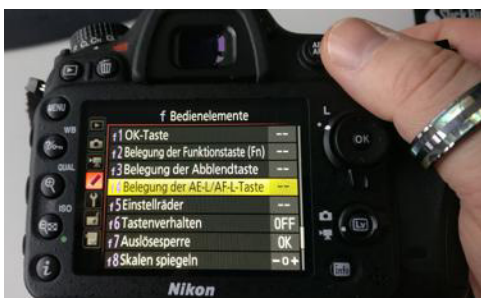 MENU
WB
QUAL
ISO
f Bedienelemente
f1 OK-Taste --
f2 Belegung der Funktionstaste (Fn) --
f3 Belegung der Abblendtaste --
f4 Belegung der AE-L/AF-L-Taste --
f5 Einstellräder --
f6 Tastenverhalten OFF
f7 Auslösesperre OK
f8 Skalen spiegeln -o+
L
OK
Lv
info
i
Nikon